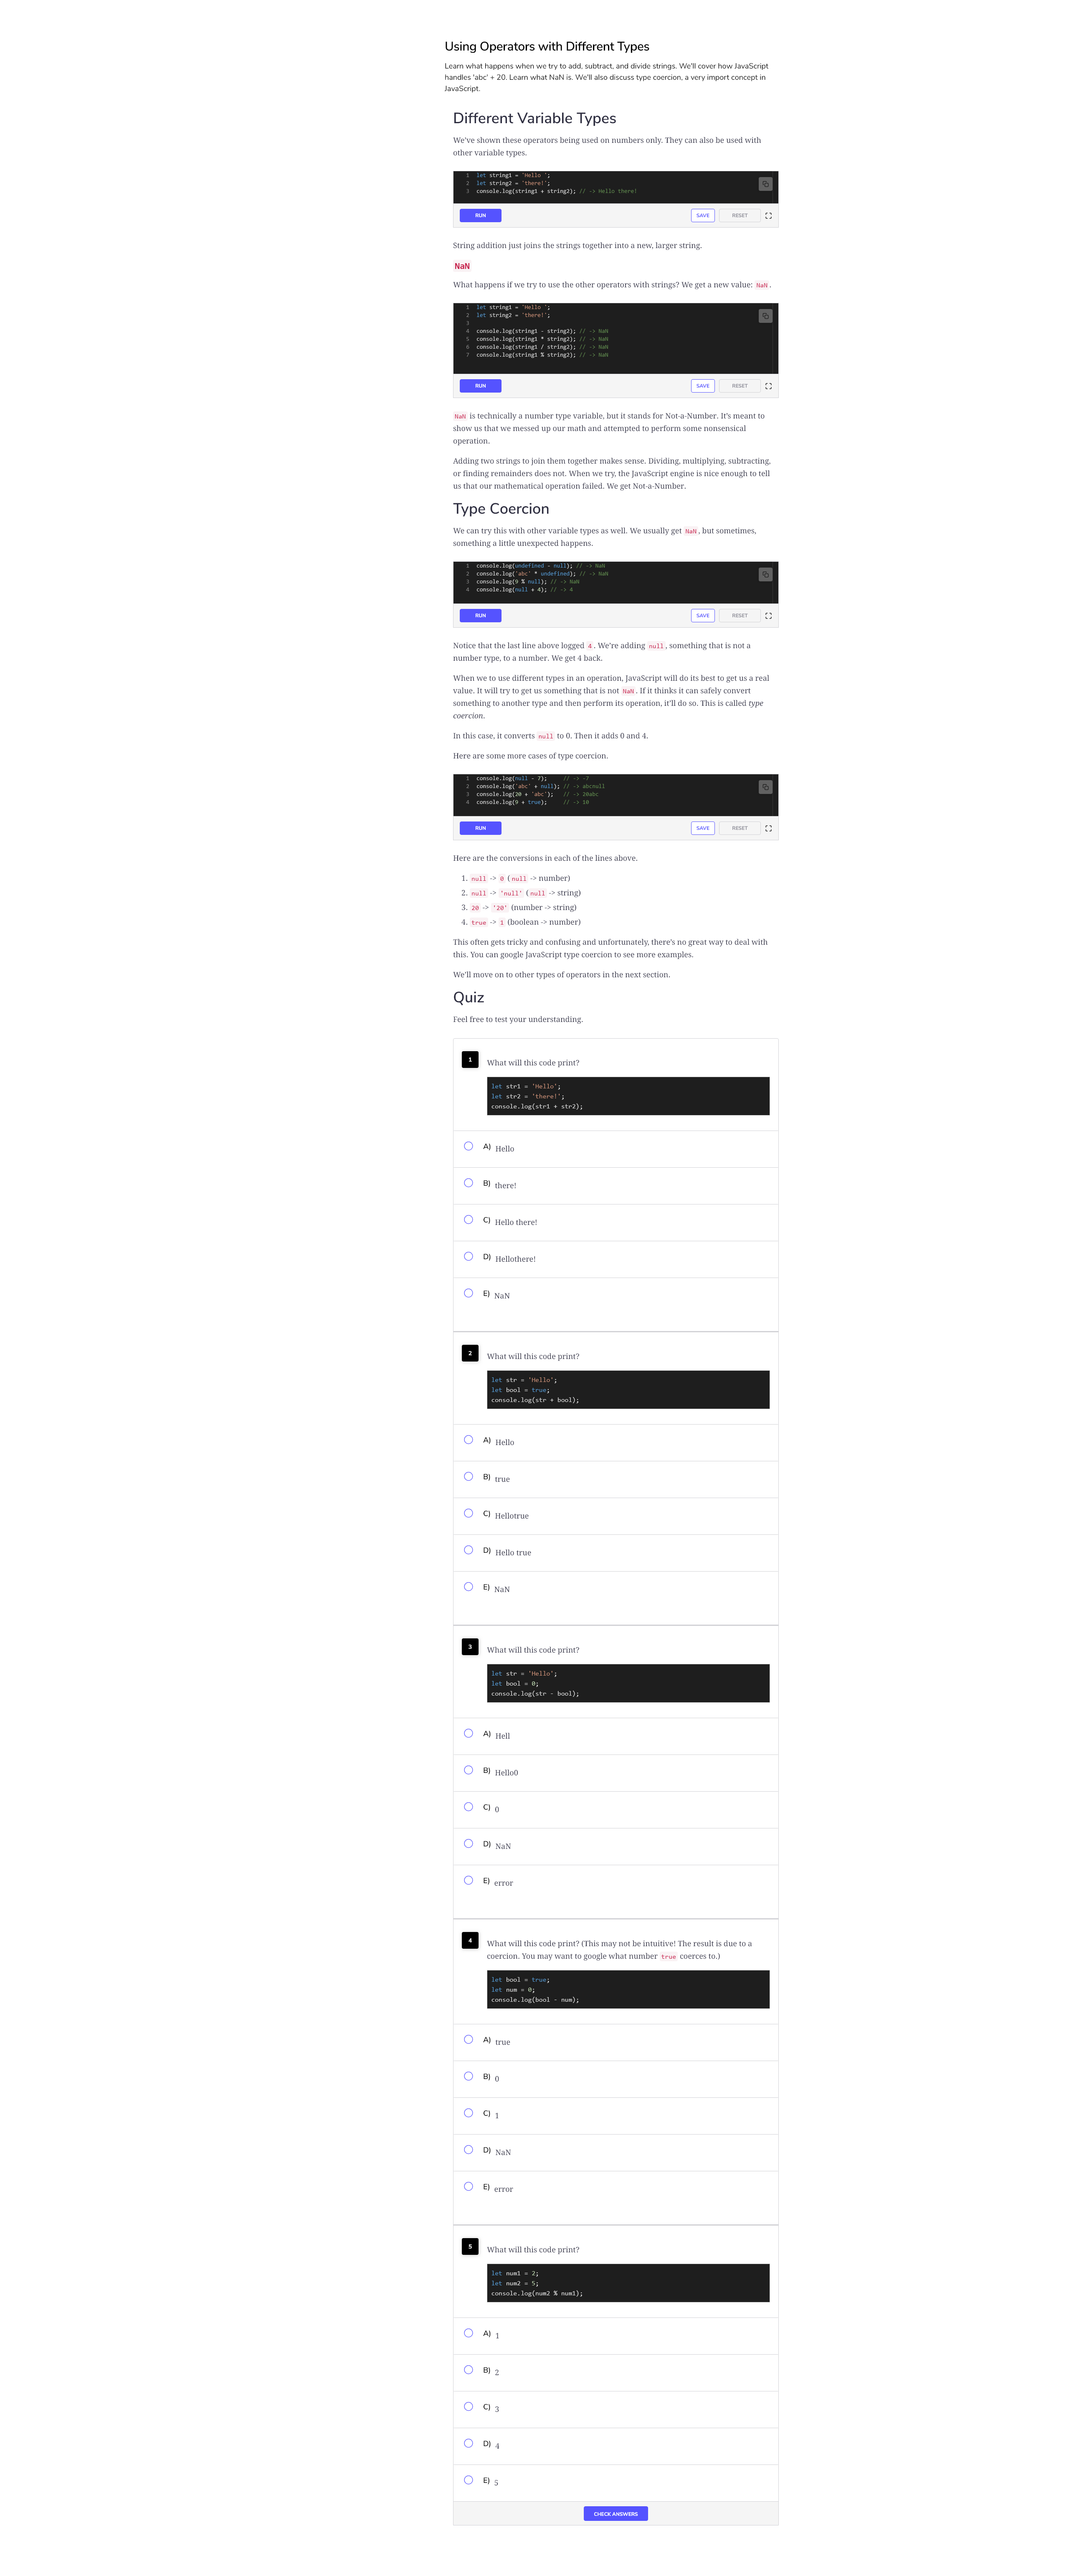 Using Operators with Different Types
Learn what happens when we try to add, subtract, and divide strings. We'll cover how JavaScript
handles 'abc' + 20. Learn what NaN is. We'll also discuss type coercion, a very import concept in
JavaScript.
Different Variable Types
We've shown these operators being used on numbers only. They can also be used with
other variable types.
1 let string1 = 'Hello ';
2 let string2 = 'there!';
3 console.log(string1 + string2); // -> Hello there!
RUN SAVE RESET
String addition just joins the strings together into a new, larger string.
NaN
What happens if we try to use the other operators with strings? We get a new value: NaN.
1 let string1 = 'Hello ';
2 let string2 = 'there!';
3
4 console.log(string1 - string2); // -> NaN
5 console.log(string1 * string2); // -> NaN
6 console.log(string1 / string2); // -> NaN
7 console.log(string1 % string2); // -> NaN
RUN SAVE RESET
NaN is technically a number type variable, but it stands for Not-a-Number. It's meant to
show us that we messed up our math and attempted to perform some nonsensical
operation.
Adding two strings to join them together makes sense. Dividing, multiplying, subtracting,
or finding remainders does not. When we try, the JavaScript engine is nice enough to tell
us that our mathematical operation failed. We get Not-a-Number.
Type Coercion
We can try this with other variable types as well. We usually get NaN, but sometimes,
something a little unexpected happens.
1 console.log(undefined - null); // -> NaN
2 console.log('abc' * undefined); // -> NaN
3 console.log(9 % null); // -> NaN
4 console.log(null + 4); // -> 4
RUN SAVE RESET
Notice that the last line above logged 4. We're adding null, something that is not a
number type, to a number. We get 4 back.
When we to use different types in an operation, JavaScript will do its best to get us a real
value. It will try to get us something that is not NaN. If it thinks it can safely convert
something to another type and then perform its operation, it'll do so. This is called type
coercion.
In this case, it converts null to 0. Then it adds 0 and 4.
Here are some more cases of type coercion.
1 console.log(null - 7); // -> -7
2 console.log('abc' + null); // -> abcnull
3 console.log(20 + 'abc'); // -> 20abc
4 console.log(9 + true); // -> 10
RUN SAVE RESET
Here are the conversions in each of the lines above.
1. null -> 0 (null -> number)
2. null -> 'null' (null -> string)
3. 20 -> '20' (number -> string)
4. true -> 1 (boolean -> number)
This often gets tricky and confusing and unfortunately, there's no great way to deal with
this. You can google JavaScript type coercion to see more examples.
We'll move on to other types of operators in the next section.
Quiz
Feel free to test your understanding.
1 What will this code print?
let str1 = 'Hello';
let str2 = 'there!';
console.log(str1 + str2);
A) Hello
B) there!
C) Hello there!
D) Hellothere!
E) NaN
2 What will this code print?
let str = 'Hello';
let bool = true;
console.log(str + bool);
A) Hello
B) true
C) Hellotrue
D) Hello true
E) NaN
3 What will this code print?
let str = 'Hello';
let bool = 0;
console.log(str - bool);
A) Hell
B) Hello0
C) 0
D) NaN
E) error
4 What will this code print? (This may not be intuitive! The result is due to a
coercion. You may want to google what number true coerces to.)
let bool = true;
let num = 0;
console.log(bool - num);
A) true
B) 0
C) 1
D) NaN
E) error
5 What will this code print?
let num1 = 2;
let num2 = 5;
console.log(num2 % num1);
A) 1
B) 2
C) 3
D) 4
E) 5
CHECK ANSWERS